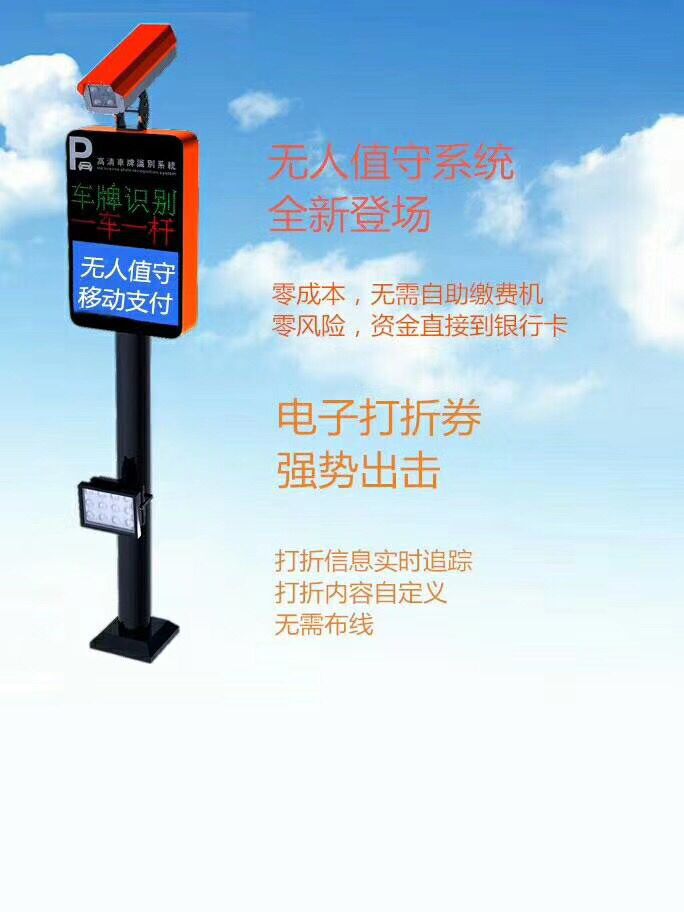 P
高清車牌識別系統
车牌识别
一车一杆
无人值守
移动支付
无人值守系统
全新登场
零成本，无需自助缴费机
零风险，资金直接到银行卡
电子打折券
强势出击
打折信息实时追踪
打折内容自定义
无需布线